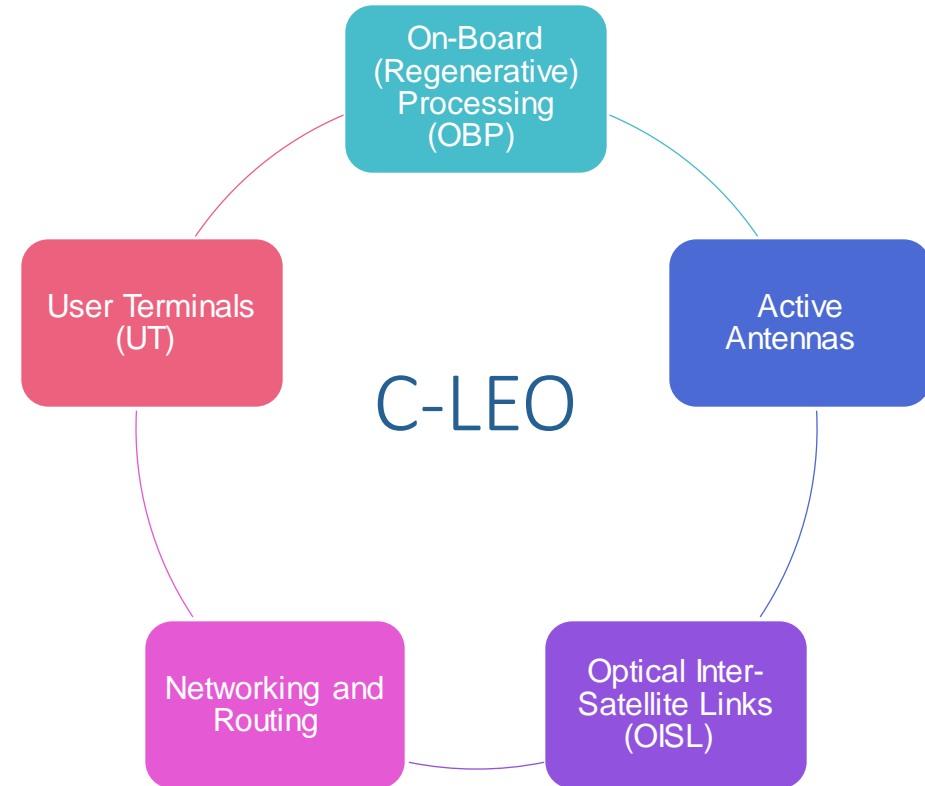 On-Board
(Regenerative)
Processing
(OBP)
User Terminals
(UT)
Active
Antennas
C-LEO
Networking and
Routing
Optical Inter-
Satellite Links
(OISL)